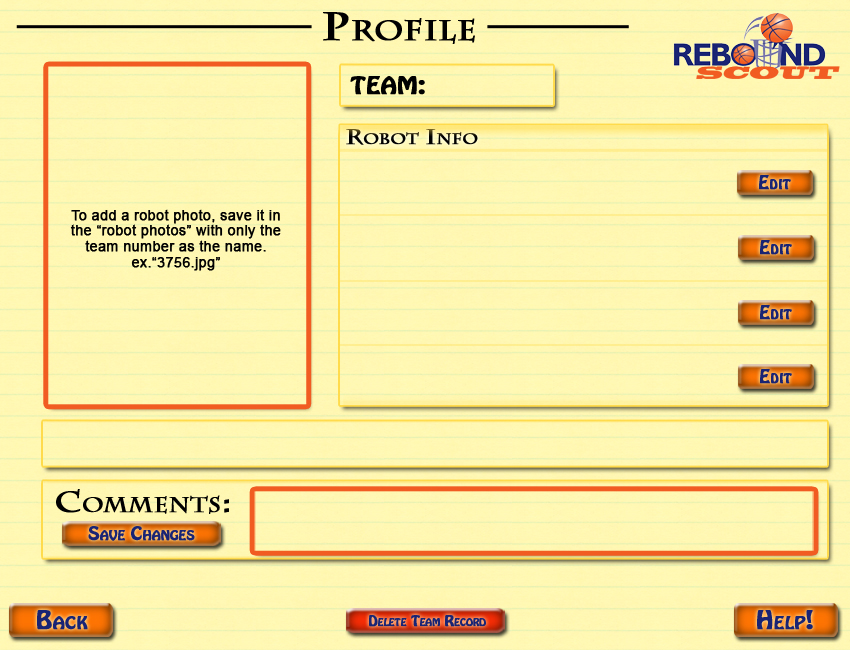 Profile
REBOUND
SCOUT
TEAM:
Robot Info
Edit
Edit
Edit
Edit
To add a robot photo, save it in
the “robot photos” with only the
team number as the name.
ex.“3756.jpg”
Comments:
Save Changes
Back
Delete Team Record
Help!